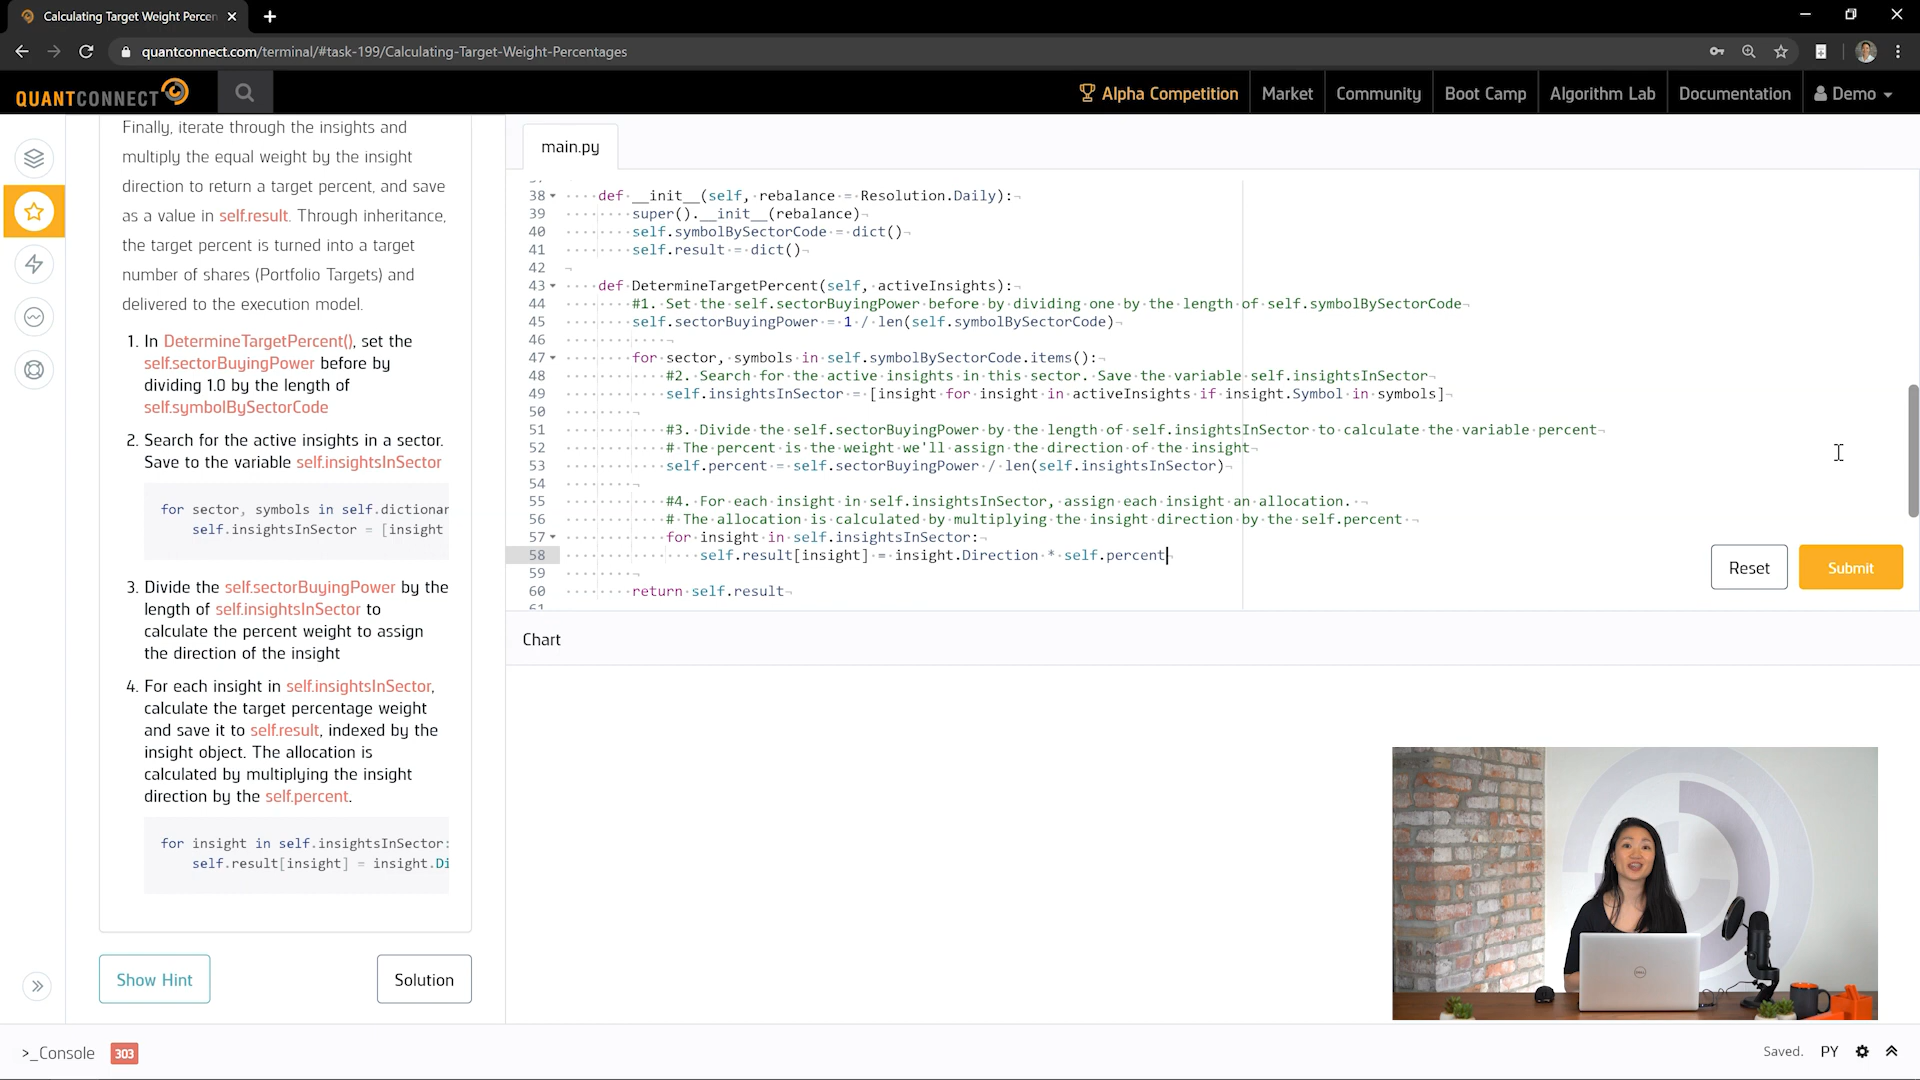 Calculating Target Weight Percen
quantconnect.com/terminal/#task-199/Calculating-Target-Weight-Percentages
QUANTCONNECT
Alpha Competition
Market
Community
Boot Camp
Algorithm Lab
Documentation
Demo
Finally, iterate through the insights and
multiply the equal weight by the insight
direction to return a target percent, and save
as a value in self.result. Through inheritance,
the target percent is turned into a target
number of shares (Portfolio Targets) and
delivered to the execution model.
1. In DetermineTargetPercent(), set the
self.sectorBuyingPower before by
dividing 1.0 by the length of
self.symbolBySectorCode
2. Search for the active insights in a sector.
Save to the variable self.insightsInSector
for sector, symbols in self.dictionar
self.insightsInSector = [insight
3. Divide the self.sectorBuyingPower by the
length of self.insightsInSector to
calculate the percent weight to assign
the direction of the insight
4. For each insight in self.insightsInSector,
calculate the target percentage weight
and save it to self.result, indexed by the
insight object. The allocation is
calculated by multiplying the insight
direction by the self.percent.
for insight in self.insightsInSector:
self.result[insight] = insight.Di
Show Hint
Solution
main.py
37
38 def __init__(self, rebalance = Resolution.Daily):
39 super().__init__(rebalance)
40 self.symbolBySectorCode = dict()
41 self.result = dict()
42
43 def DetermineTargetPercent(self, activeInsights):
44 #1. Set the self.sectorBuyingPower before by dividing one by the length of self.symbolBySectorCode
45 self.sectorBuyingPower = 1 / len(self.symbolBySectorCode)
46
47 for sector, symbols in self.symbolBySectorCode.items():
48 #2. Search for the active insights in this sector. Save the variable self.insightsInSector
49 self.insightsInSector = [insight for insight in activeInsights if insight.Symbol in symbols]
50
51 #3. Divide the self.sectorBuyingPower by the length of self.insightsInSector to calculate the variable percent
52 # The percent is the weight we'll assign the direction of the insight
53 self.percent = self.sectorBuyingPower / len(self.insightsInSector)
54
55 #4. For each insight in self.insightsInSector, assign each insight an allocation.
56 # The allocation is calculated by multiplying the insight direction by the self.percent
57 for insight in self.insightsInSector:
58 self.result[insight] = insight.Direction * self.percent
59
60 return self.result
61
Reset
Submit
Chart
DELL
>_Console 303
Saved. PY